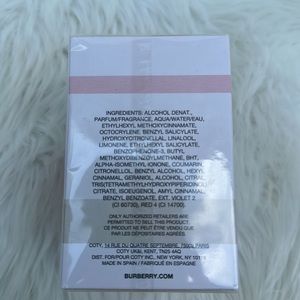 INGREDIENTS: ALCOHOL DENAT.,
PARFUM/FRAGRANCE, AQUA/WATER/EAU,
ETHYLHEXYL METHOXYCINNAMATE,
OCTOCRYLENE, BENZYL SALICYLATE,
HYDROXYCITRONELLAL, LINALOOL,
LIMONENE, ETHYLHEXYL SALICYLATE,
BENZOPHENONE-3, BUTYL
METHOXYDIBENZOYLMETHANE, BHT,
ALPHA-ISOMETHYL IONONE, COUMARIN,
CITRONELLOL, BENZYL ALCOHOL, HEXYL
CINNAMAL, GERANIOL, ALCOHOL, CITRAL,
TRIS(TETRAMETHYLHYDROXYPIPERIDINOL)
CITRATE, ISOEUGENOL, AMYL CINNAMAL,
BENZYL BENZOATE, EXT. VIOLET 2
(CI 60730), RED 4 (CI 14700).
ONLY AUTHORIZED RETAILERS ARE
PERMITTED TO SELL THIS PRODUCT.
CE PRODUIT NE PEUT ÊTRE VENDU QUE
PAR DES DÉPOSITAIRES AGRÉÉS.
COTY, 14 RUE DU QUATRE SEPTEMBRE, 75002 PARIS
COTY UK&I, KENT, TN25 4AQ
DIST. FOR/POUR COTY INC., NEW YORK, NY 10118
MADE IN SPAIN / FABRIQUÉ EN ESPAGNE
BURBERRY.COM